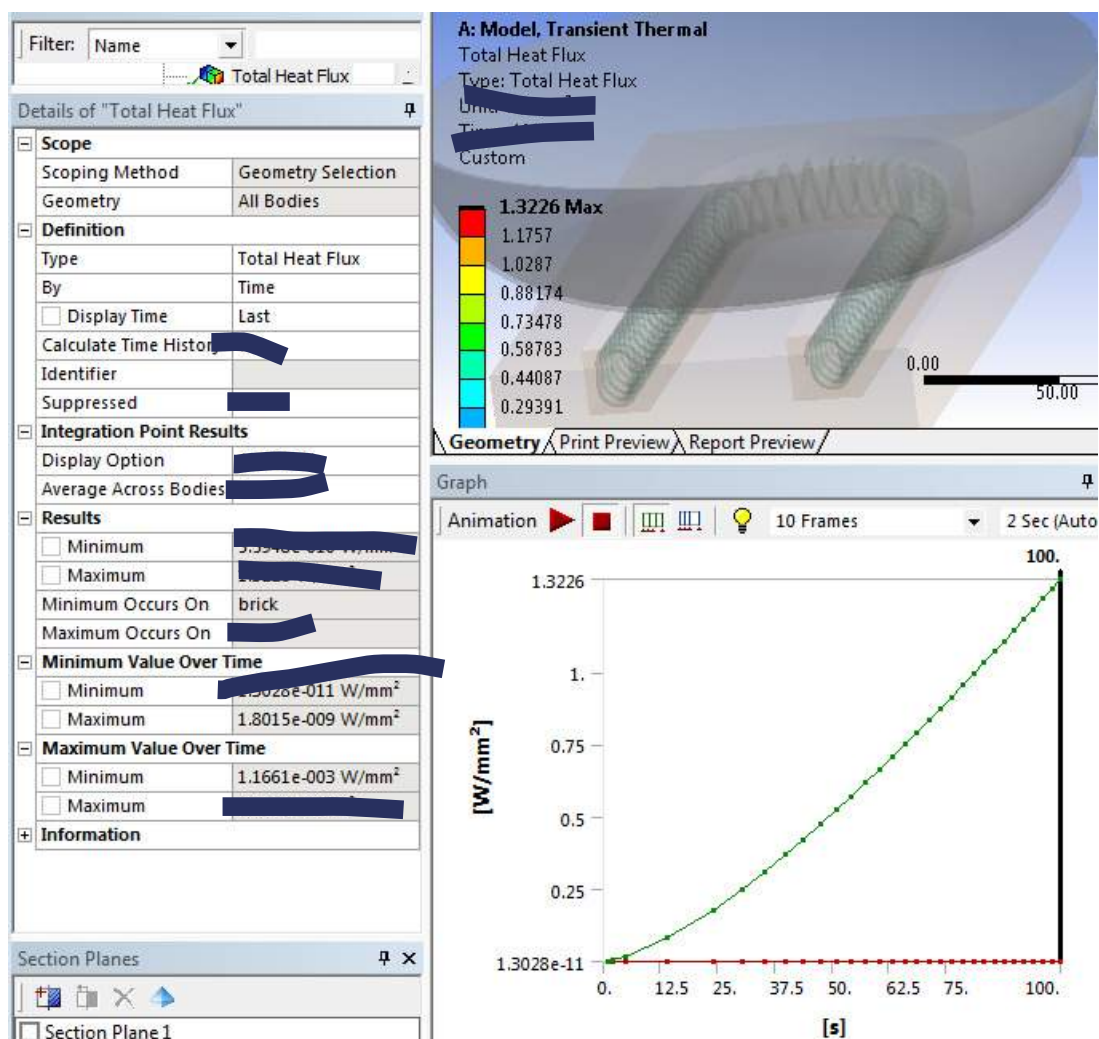 Filter: Name
Total Heat Flux
Details of "Total Heat Flux"
Scope
Scoping Method Geometry Selection
Geometry All Bodies
Definition
Type Total Heat Flux
By Time
Display Time Last
Calculate Time History
Identifier
Suppressed
Integration Point Results
Display Option
Average Across Bodies
Results
Minimum
Maximum
Minimum Occurs On brick
Maximum Occurs On
Minimum Value Over Time
Minimum W/mm²
Maximum 1.8015e-009 W/mm²
Maximum Value Over Time
Minimum 1.1661e-003 W/mm²
Maximum
Information
Section Planes
Section Plane 1
A: Model, Transient Thermal
Total Heat Flux
Type: Total Heat Flux
Custom
1.3226 Max
1.1757
1.0287
0.88174
0.73478
0.58783
0.44087
0.29391
0.00
50.00
Geometry Print Preview Report Preview
Graph
Animation 10 Frames 2 Sec (Auto
100.
1.3226
1.
0.75
0.5
0.25
1.3028e-11
[W/mm²]
0. 12.5 25. 37.5 50. 62.5 75. 100.
[s]